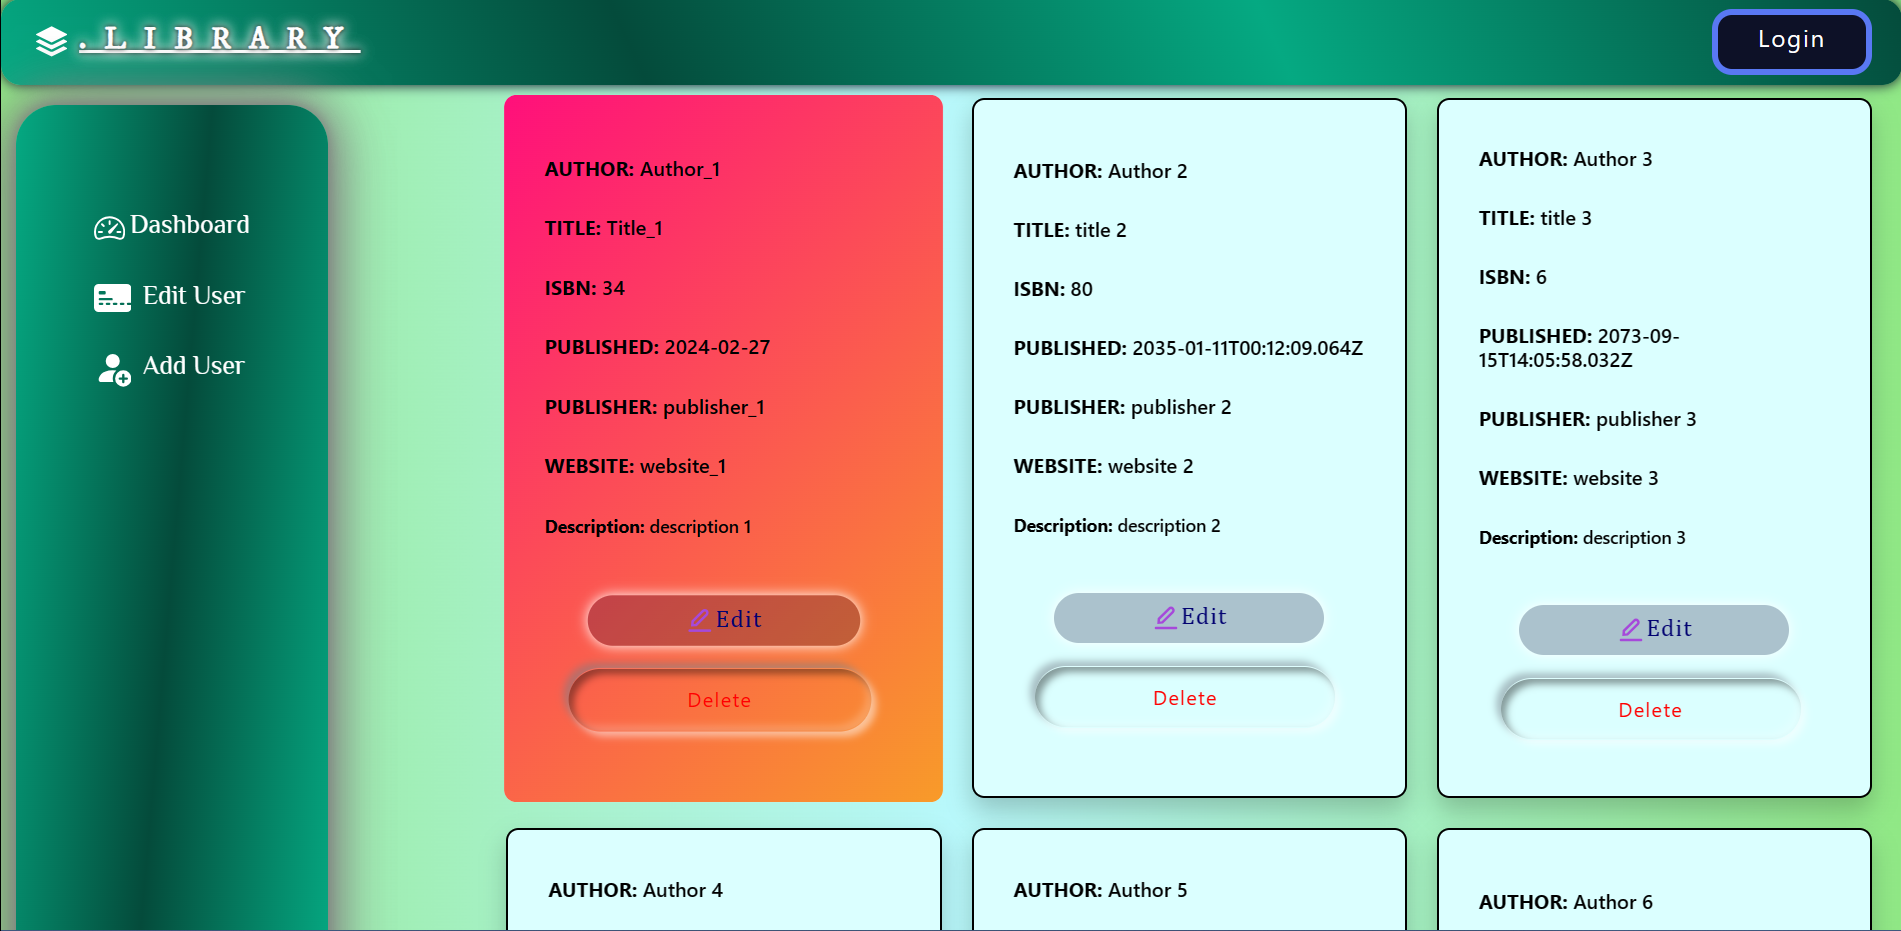 .LIBRARY
Login
Dashboard
Edit User
Add User
AUTHOR: Author_1
TITLE: Title_1
ISBN: 34
PUBLISHED: 2024-02-27
PUBLISHER: publisher_1
WEBSITE: website_1
Description: description 1
Edit
Delete
AUTHOR: Author 2
TITLE: title 2
ISBN: 80
PUBLISHED: 2035-01-11T00:12:09.064Z
PUBLISHER: publisher 2
WEBSITE: website 2
Description: description 2
Edit
Delete
AUTHOR: Author 3
TITLE: title 3
ISBN: 6
PUBLISHED: 2073-09-
15T14:05:58.032Z
PUBLISHER: publisher 3
WEBSITE: website 3
Description: description 3
Edit
Delete
AUTHOR: Author 4
AUTHOR: Author 5
AUTHOR: Author 6